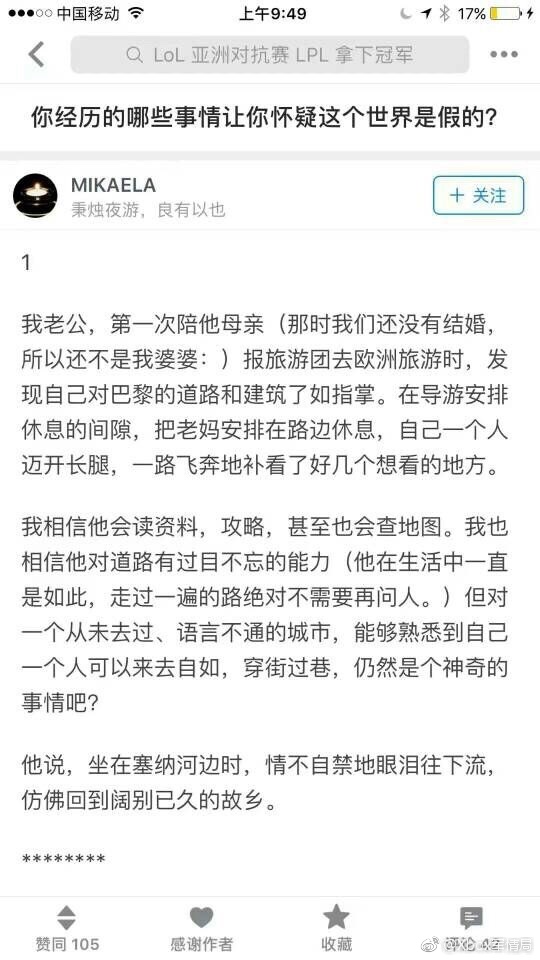 中国移动 上午9:49 17%
LoL 亚洲对抗赛 LPL 拿下冠军
你经历的哪些事情让你怀疑这个世界是假的?
MIKAELA
秉烛夜游，良有以也
+ 关注
1
我老公，第一次陪他母亲（那时我们还没有结婚，
所以还不是我婆婆：）报旅游团去欧洲旅游时，发
现自己对巴黎的道路和建筑了如指掌。在导游安排
休息的间隙，把老妈安排在路边休息，自己一个人
迈开长腿，一路飞奔地补看了好几个想看的地方。
我相信他会读资料，攻略，甚至也会查地图。我也
相信他对道路有过目不忘的能力（他在生活中一直
是如此，走过一遍的路绝对不需要再问人。）但对
一个从未去过、语言不通的城市，能够熟悉到自己
一个人可以来去自如，穿街过巷，仍然是个神奇的
事情吧?
他说，坐在塞纳河边时，情不自禁地眼泪往下流，
仿佛回到阔别已久的故乡。
********
赞同 105 感谢作者 收藏 评论 42